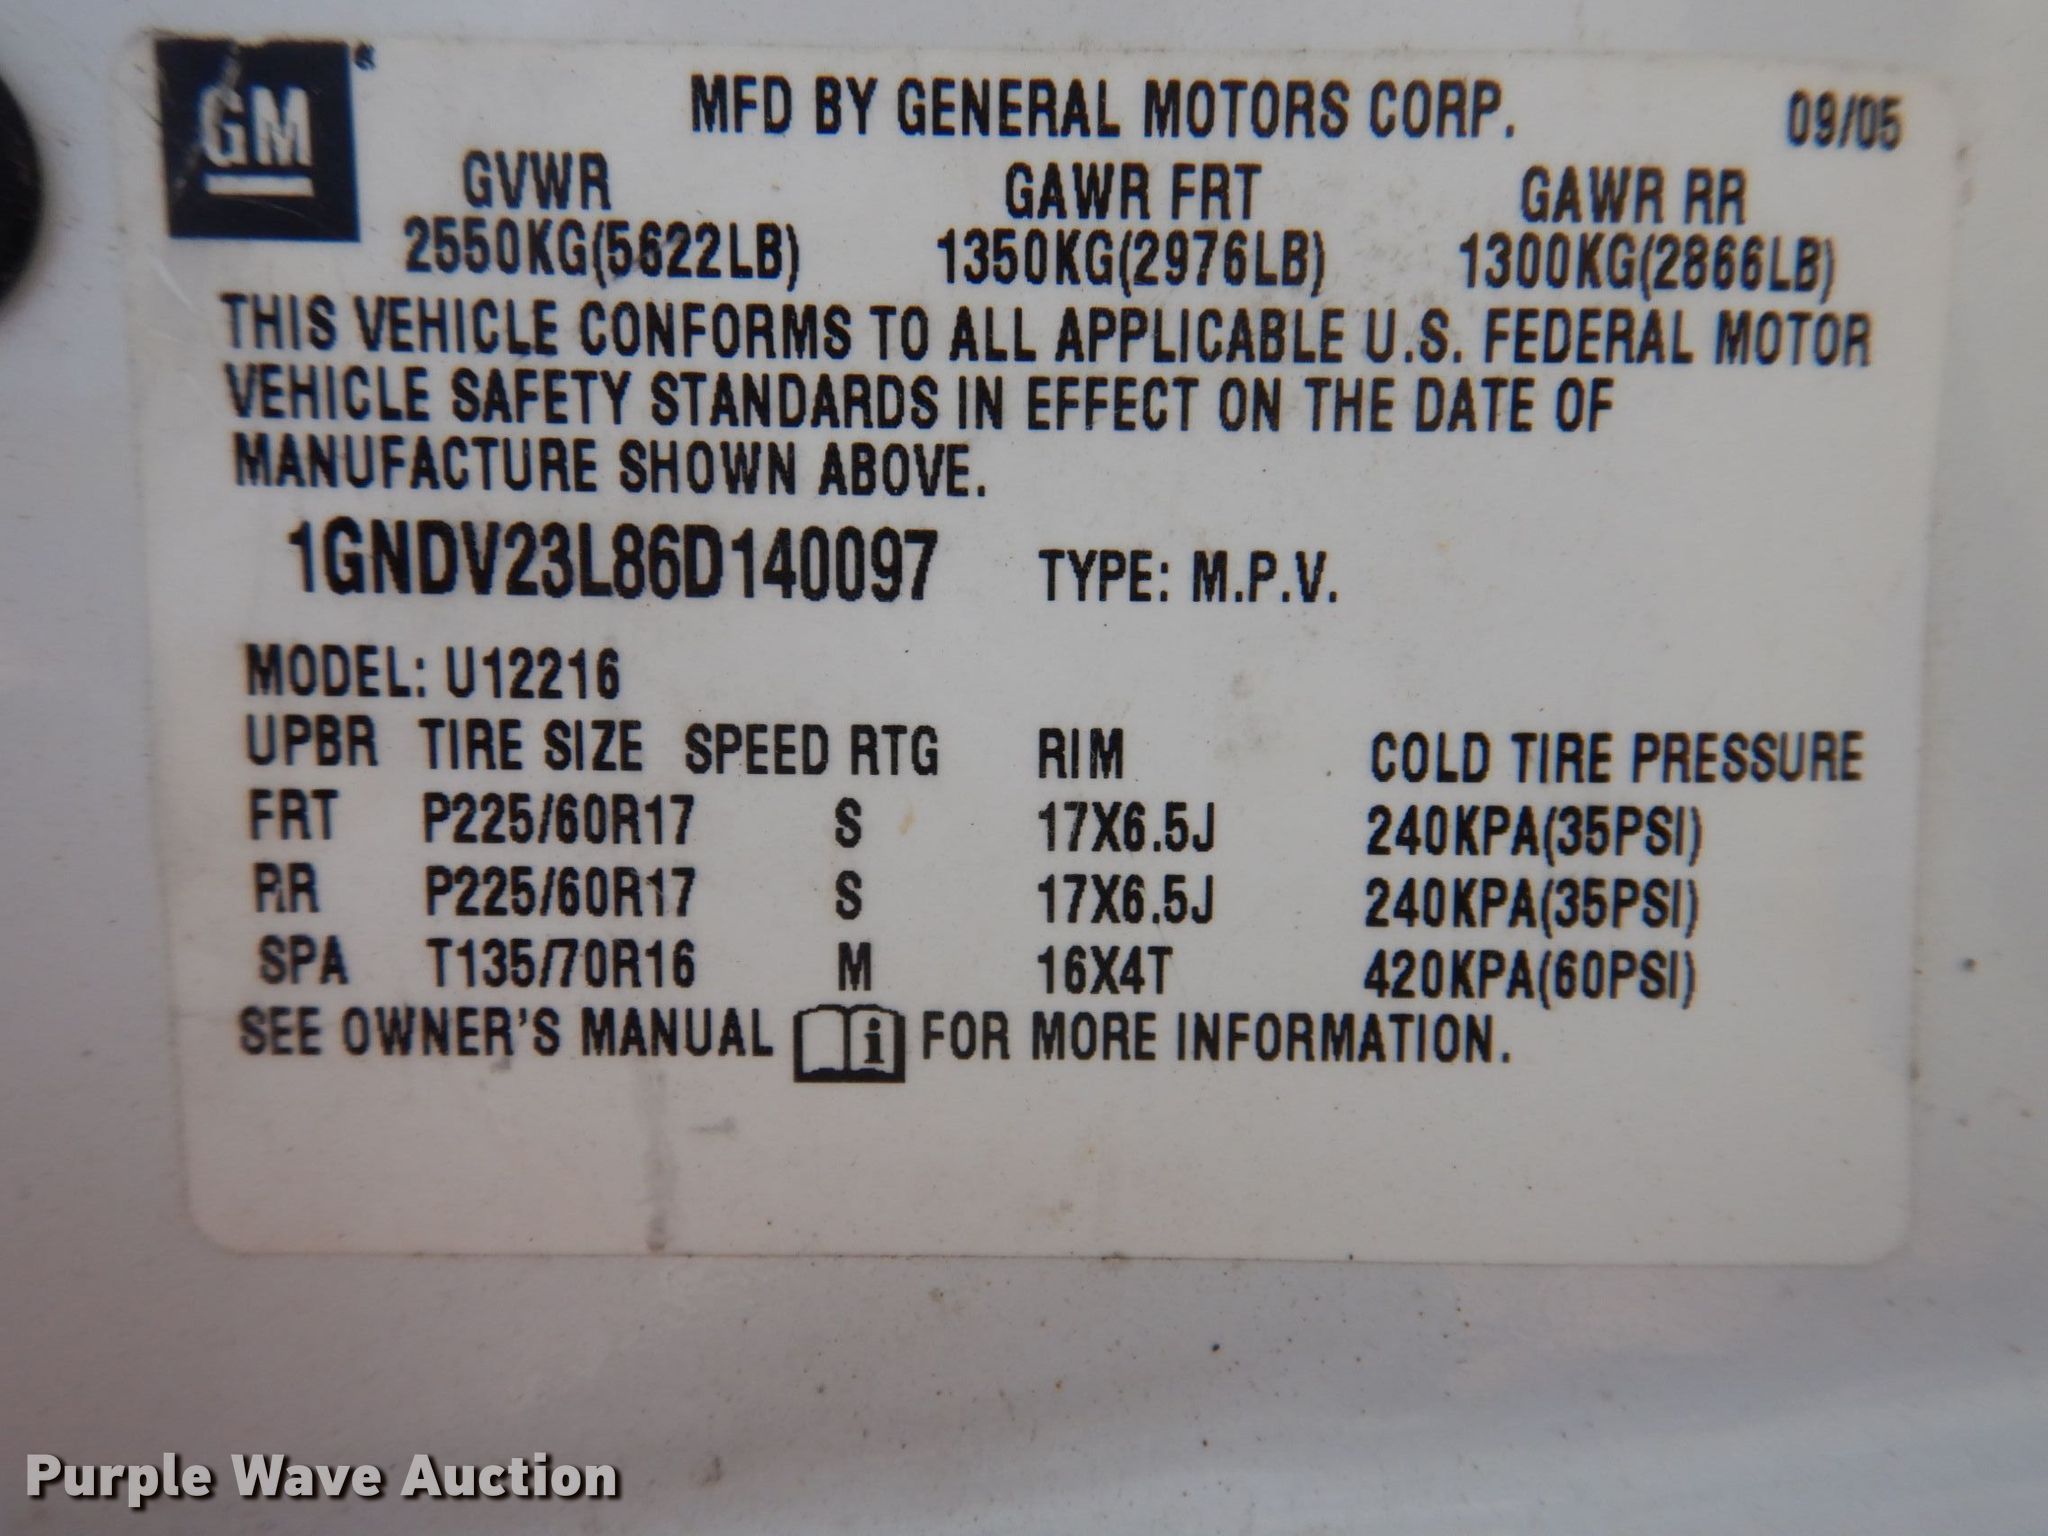 GM
MFD BY GENERAL MOTORS CORP. 09/05
GVWR GAWR FRT GAWR RR
2550KG(5622LB) 1350KG(2976LB) 1300KG(2866LB)
THIS VEHICLE CONFORMS TO ALL APPLICABLE U.S. FEDERAL MOTOR
VEHICLE SAFETY STANDARDS IN EFFECT ON THE DATE OF
MANUFACTURE SHOWN ABOVE.
1GNDV23L86D140097 TYPE: M.P.V.
MODEL: U12216
UPBR TIRE SIZE SPEED RTG RIM COLD TIRE PRESSURE
FRT P225/60R17 S 17X6.5J 240KPA(35PSI)
RR P225/60R17 S 17X6.5J 240KPA(35PSI)
SPA T135/70R16 M 16X4T 420KPA(60PSI)
SEE OWNER'S MANUAL i FOR MORE INFORMATION.
Purple Wave Auction